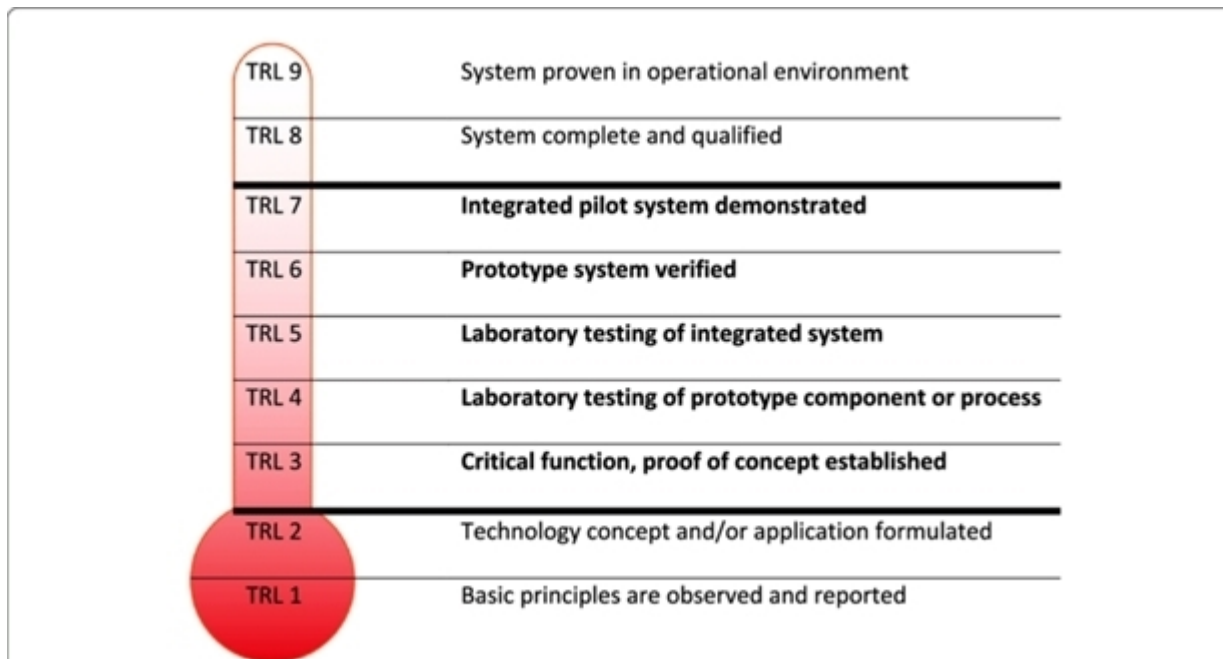 TRL 9 System proven in operational environment
TRL 8 System complete and qualified
TRL 7 Integrated pilot system demonstrated
TRL 6 Prototype system verified
TRL 5 Laboratory testing of integrated system
TRL 4 Laboratory testing of prototype component or process
TRL 3 Critical function, proof of concept established
TRL 2 Technology concept and/or application formulated
TRL 1 Basic principles are observed and reported